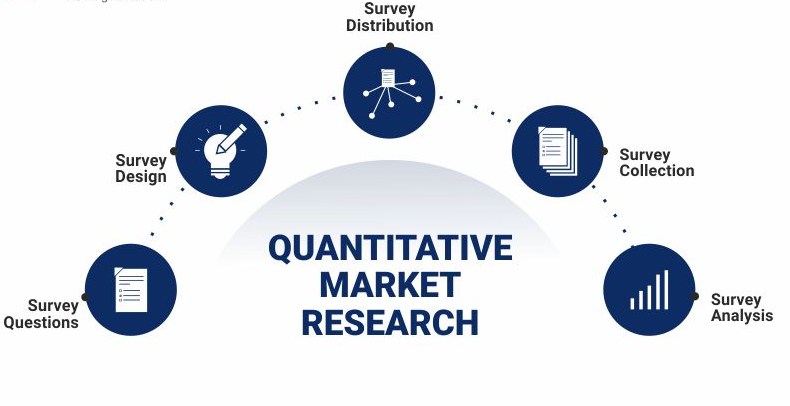 Survey
Distribution
Survey
Design
Survey
Collection
QUANTITATIVE
MARKET
RESEARCH
Survey
Questions
Survey
Analysis